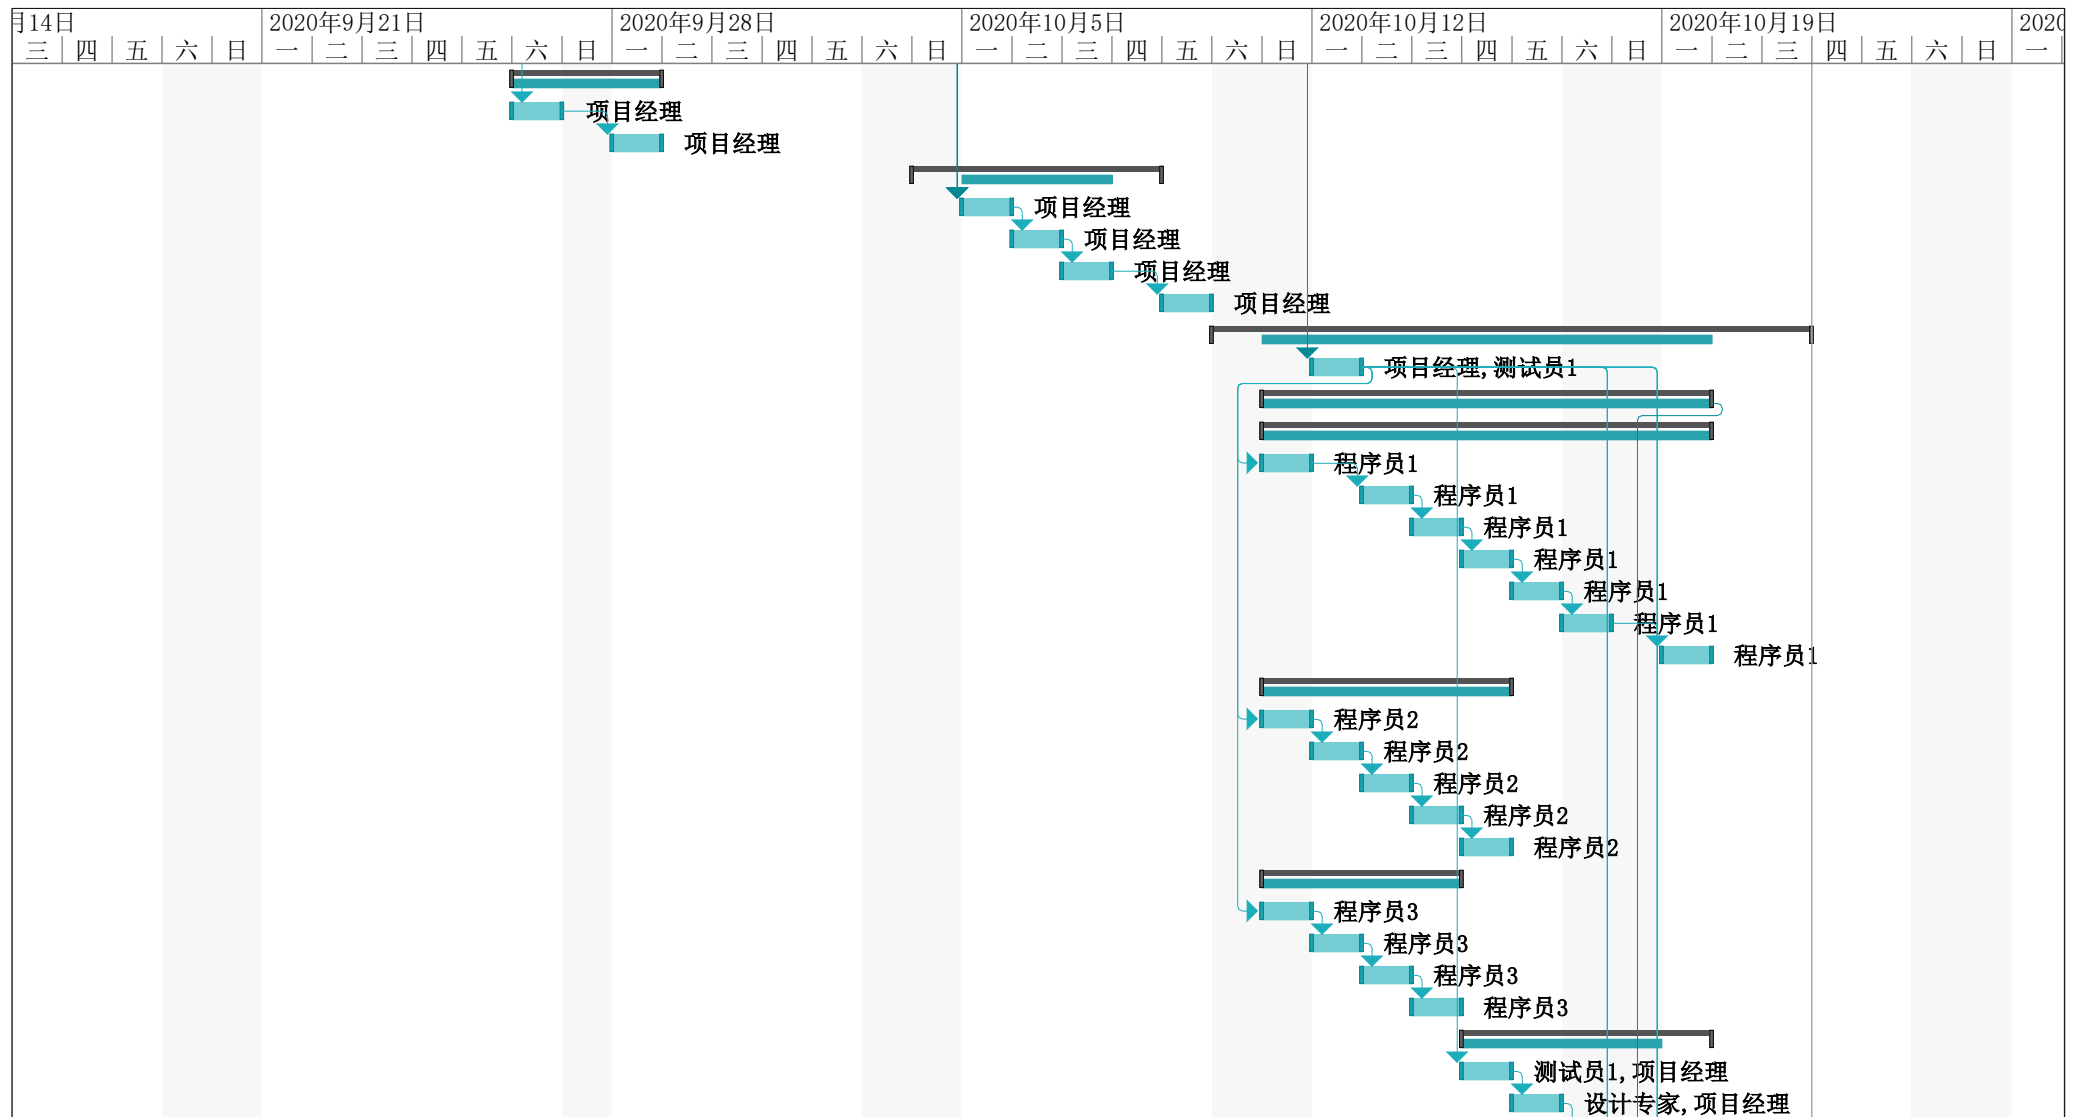 月14日 2020年9月21日 2020年9月28日 2020年10月5日 2020年10月12日 2020年10月19日 2020
三 四 五 六 日 一 二 三 四 五 六 日 一 二 三 四 五 六 日 一 二 三 四 五 六 日 一 二 三 四 五 六 日 一 二 三 四 五 六 日 一
项目经理
项目经理
项目经理
项目经理
项目经理
项目经理
项目经理,测试员1
程序员1
程序员1
程序员1
程序员1
程序员1
程序员1
程序员1
程序员2
程序员2
程序员2
程序员2
程序员2
程序员3
程序员3
程序员3
程序员3
测试员1,项目经理
设计专家,项目经理